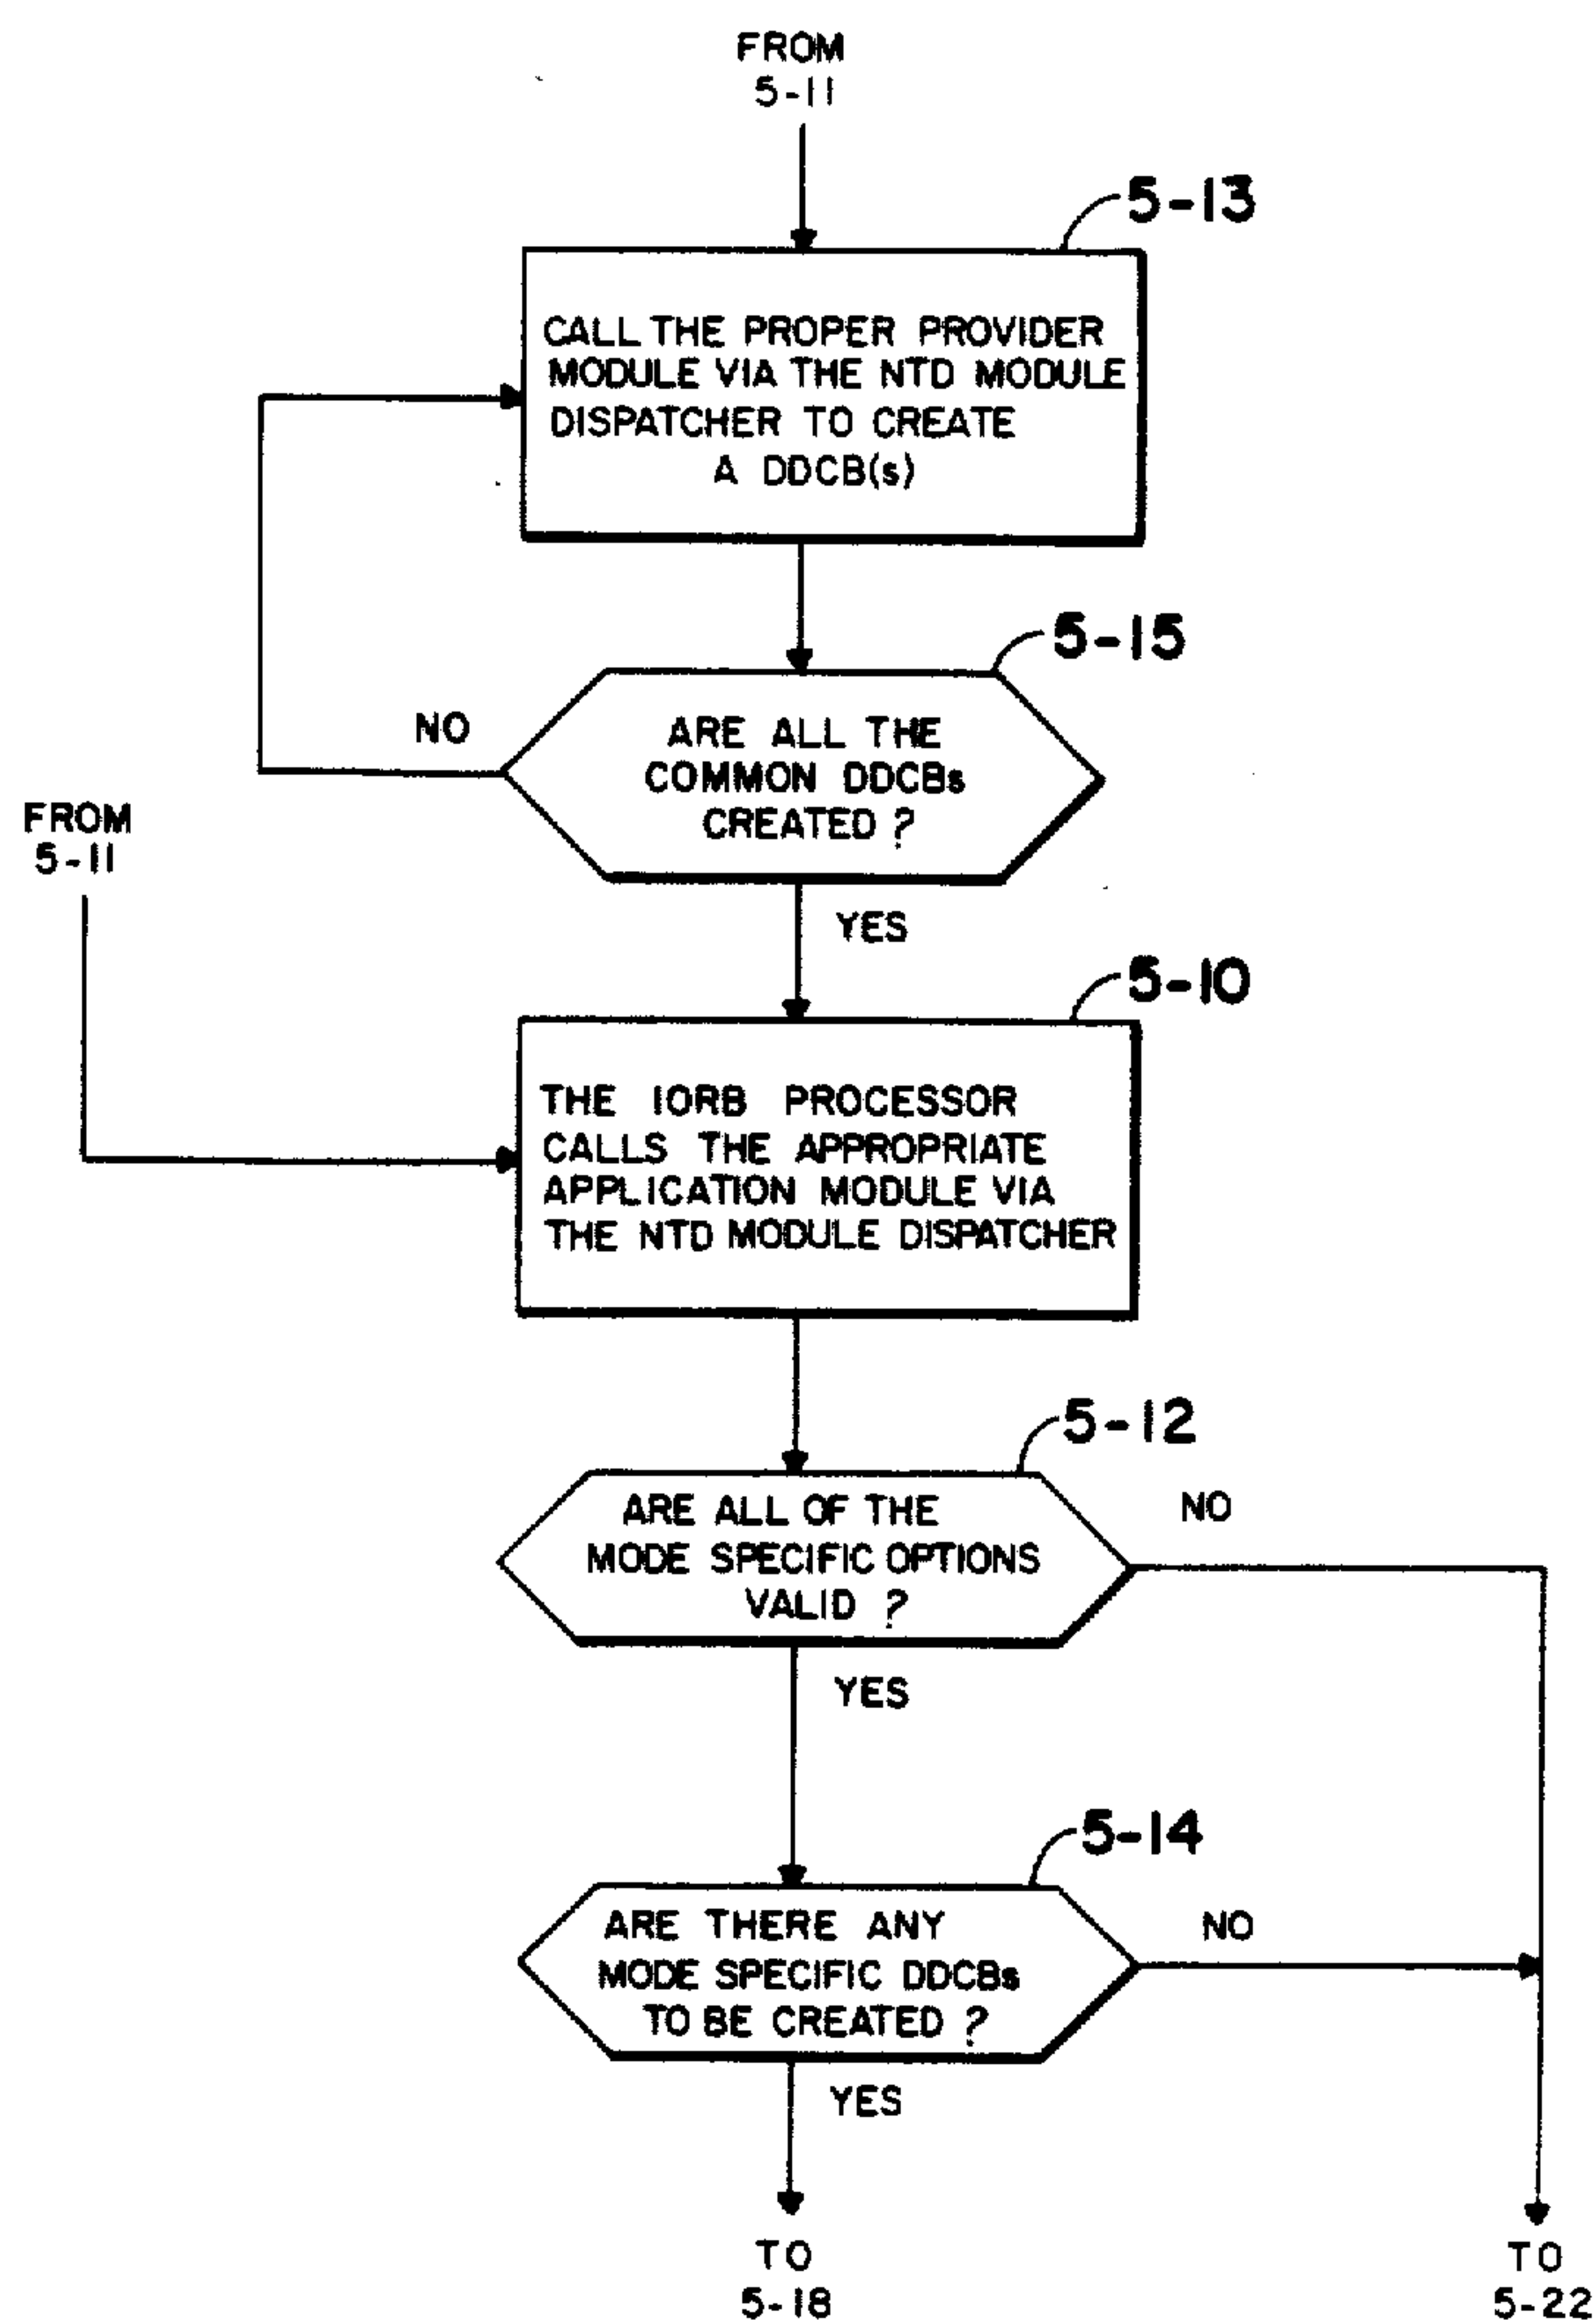 FROM
5-11
5-13
CALL THE PROPER PROVIDER
MODULE VIA THE NTD MODULE
DISPATCHER TO CREATE
A DDCB(s)
5-15
NO
ARE ALL THE
COMMON DDCBs
CREATED ?
FROM
5-11
YES
5-10
THE IORB PROCESSOR
CALLS THE APPROPRIATE
APPLICATION MODULE VIA
THE NTD MODULE DISPATCHER
5-12
ARE ALL OF THE
MODE SPECIFIC OPTIONS
VALID ?
NO
YES
5-14
ARE THERE ANY
MODE SPECIFIC DDCBs
TO BE CREATED ?
NO
YES
TO
5-18
TO
5-22